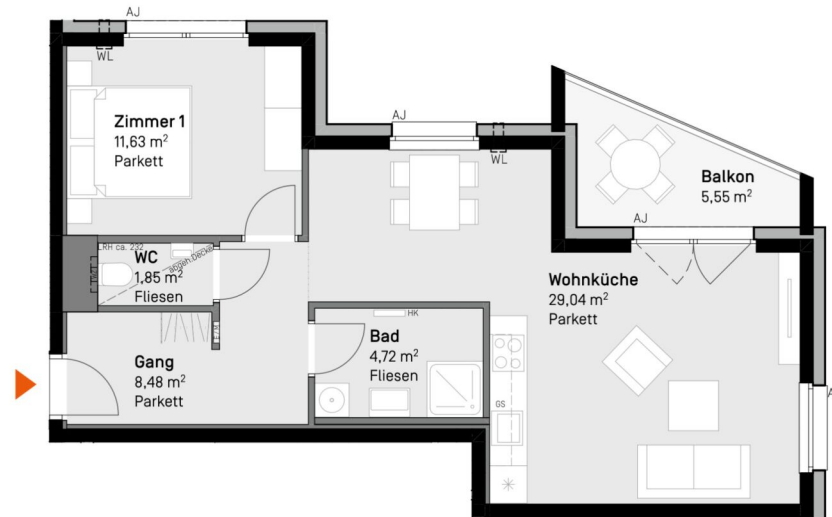 AJ
WL
Zimmer 1
11,63 m²
Parkett
AJ
WL
Balkon
5,55 m²
AJ
LRH ca. 232
WC
1,85 m²
Fliesen
abgeh.Decke
Wohnküche
29,04 m²
Parkett
HK
Bad
4,72 m²
Fliesen
Gang
8,48 m²
Parkett
GS